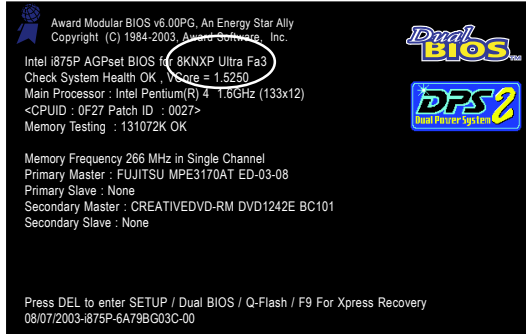 Award Modular BIOS v6.00PG, An Energy Star Ally
Copyright (C) 1984-2003, Award Software, Inc.
Dual
BIOS TM
Intel i875P AGPset BIOS for 8KNXP Ultra Fa3
Check System Health OK , VCore = 1.5250
Main Processor : Intel Pentium(R) 4 1.6GHz (133x12)
<CPUID : 0F27 Patch ID : 0027>
Memory Testing : 131072K OK
DPS 2
Dual Power System
Memory Frequency 266 MHz in Single Channel
Primary Master : FUJITSU MPE3170AT ED-03-08
Primary Slave : None
Secondary Master : CREATIVEDVD-RM DVD1242E BC101
Secondary Slave : None
Press DEL to enter SETUP / Dual BIOS / Q-Flash / F9 For Xpress Recovery
08/07/2003-i875P-6A79BG03C-00